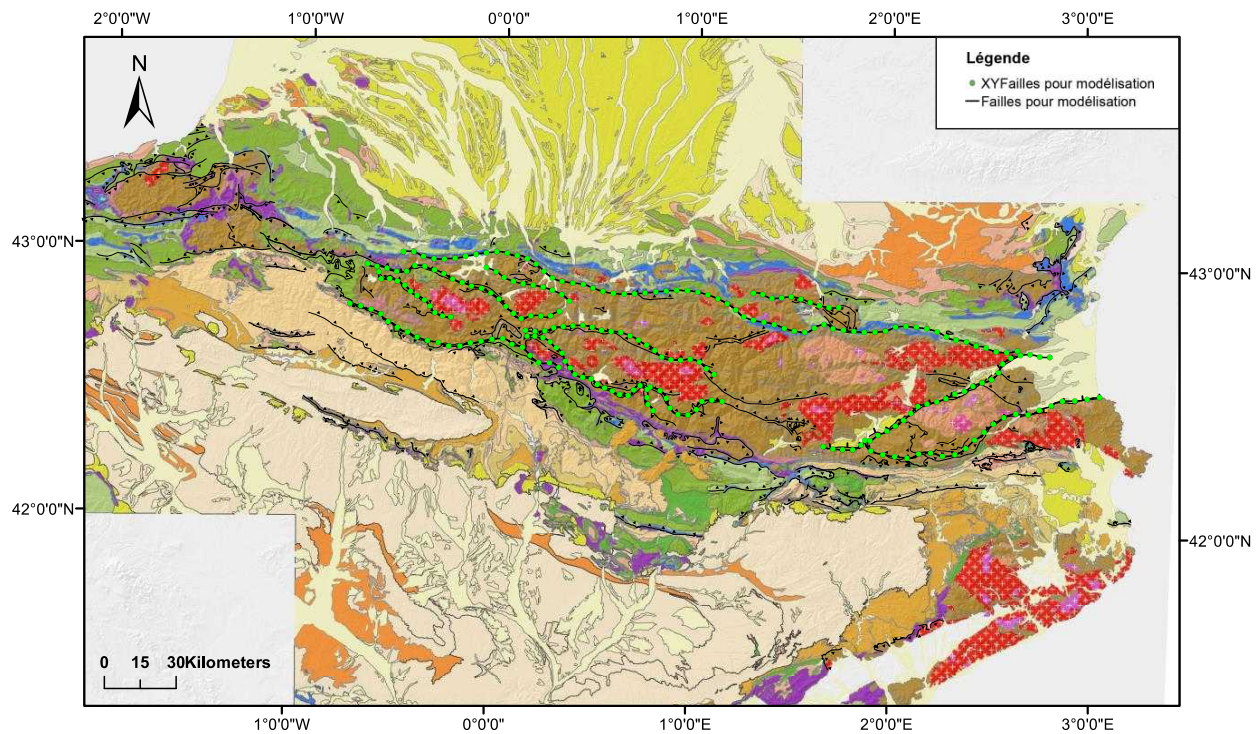 2°0'0"W 1°0'0"W 0°0'0" 1°0'0"E 2°0'0"E 3°0'0"E
N
Légende
XYFailles pour modélisation
Failles pour modélisation
43°0'0"N
43°0'0"N
42°0'0"N
42°0'0"N
0 15 30Kilometers
1°0'0"W 0°0'0" 1°0'0"E 2°0'0"E 3°0'0"E